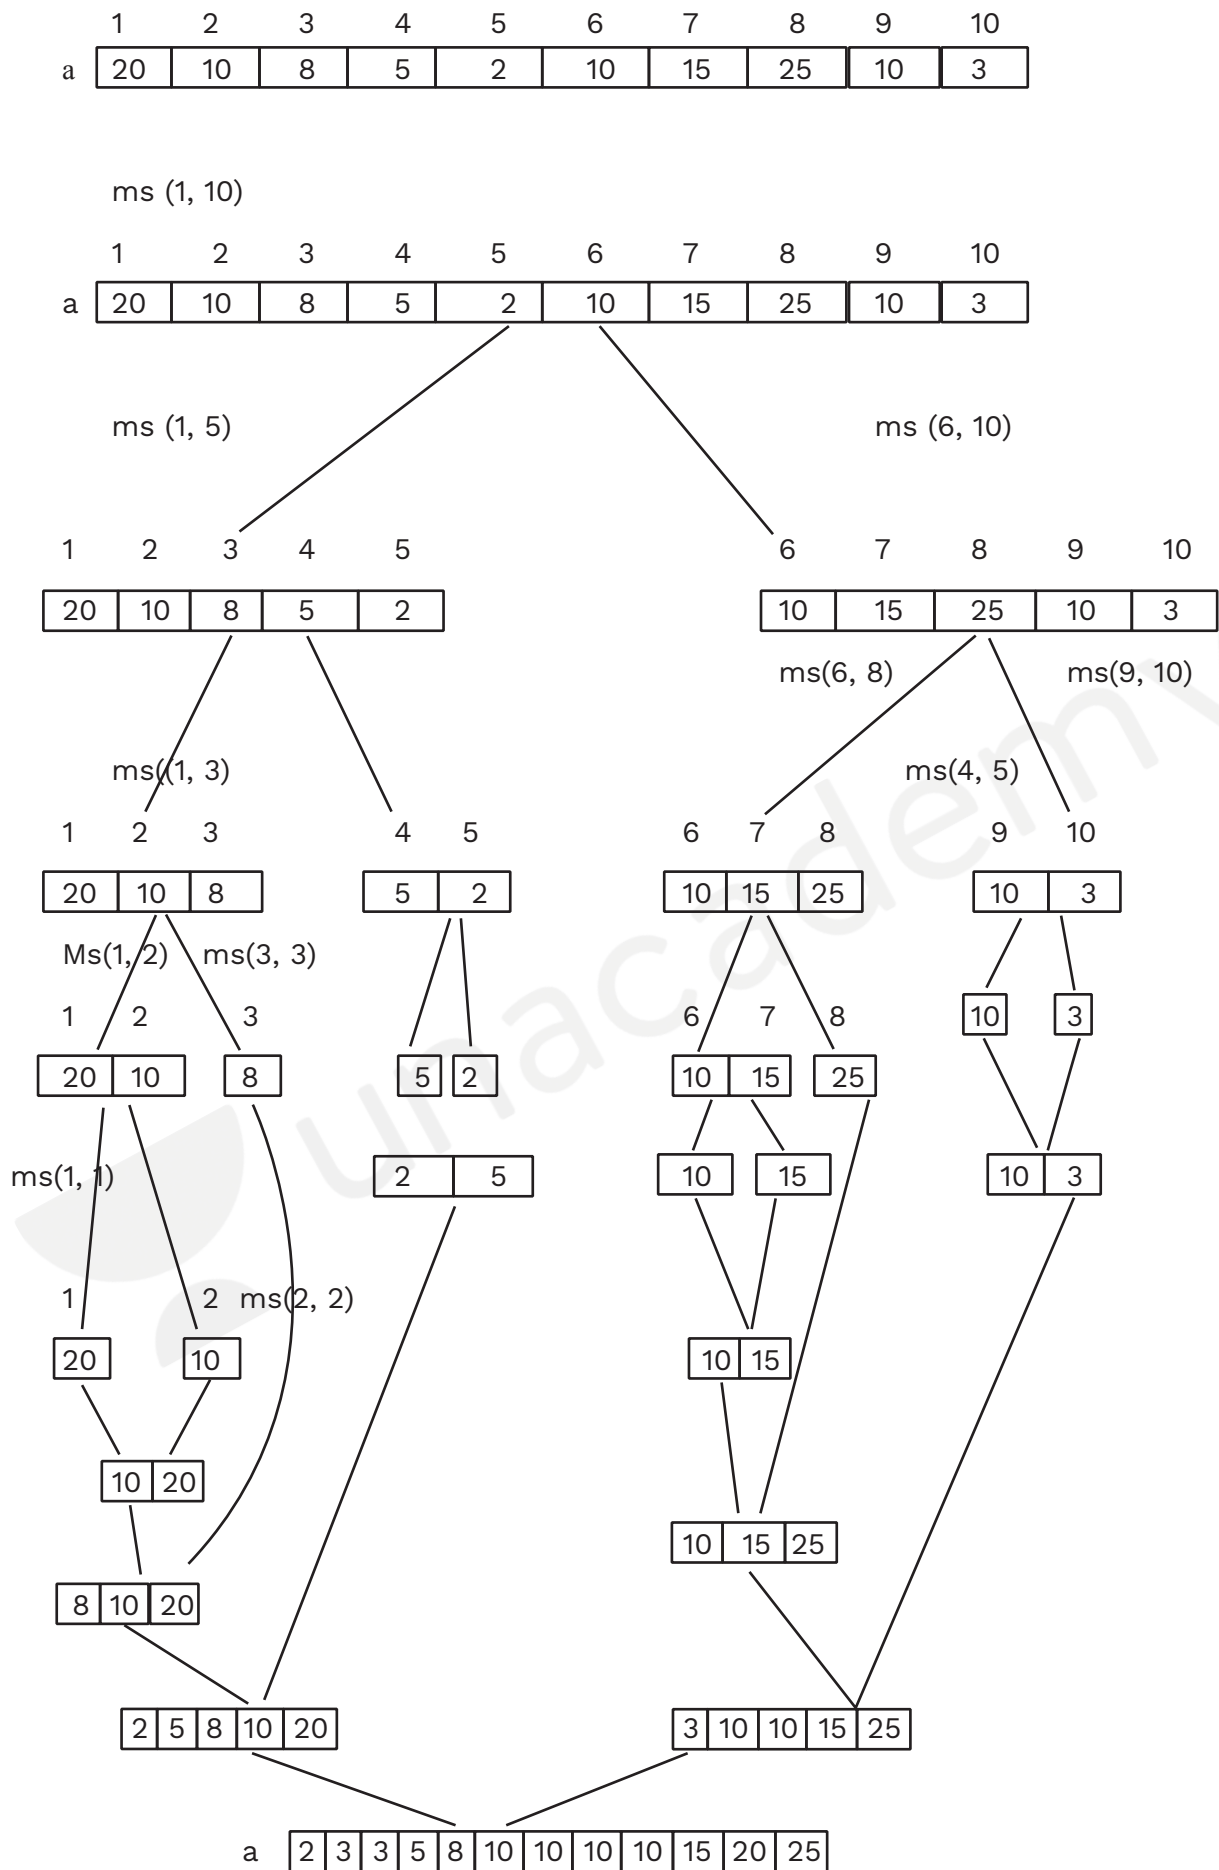 1 2 3 4 5 6 7 8 9 10
a 20 10 8 5 2 10 15 25 10 3
ms (1, 10)
1 2 3 4 5 6 7 8 9 10
a 20 10 8 5 2 10 15 25 10 3
ms (1, 5) ms (6, 10)
1 2 3 4 5 6 7 8 9 10
20 10 8 5 2 10 15 25 10 3
ms(6, 8) ms(9, 10)
ms((1, 3) ms(4, 5)
1 2 3 4 5 6 7 8 9 10
20 10 8 5 2 10 15 25 10 3
Ms(1, 2) ms(3, 3)
10 3
1 2 3 6 7 8
20 10 8 5 2 10 15 25
ms(1, 1) 2 5 10 15 10 3
1 2 ms(2, 2)
20 10 10 15
10 20
10 15 25
8 10 20
2 5 8 10 20 3 10 10 15 25
a 2 3 3 5 8 10 10 10 10 15 20 25
unacademy